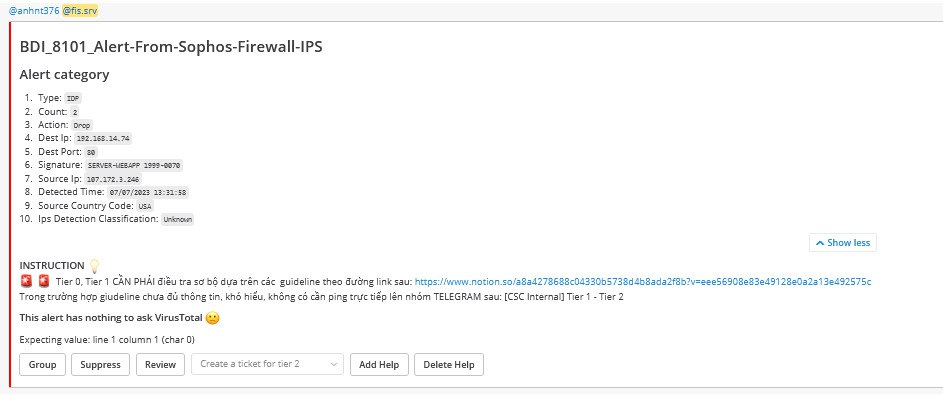 @anhnt376 @fis.srv
BDI_8101_Alert-From-Sophos-Firewall-IPS
Alert category
1. Type: IDP
2. Count: 2
3. Action: Drop
4. Dest Ip: 192.168.14.74
5. Dest Port: 80
6. Signature: SERVER-WEBAPP 1999-0070
7. Source Ip: 107.172.3.246
8. Detected Time: 07/07/2023 13:31:58
9. Source Country Code: USA
10. Ips Detection Classification: Unknown
Show less
INSTRUCTION 💡
🚨 🚨 Tier 0, Tier 1 CẦN PHẢI điều tra sơ bộ dựa trên các guideline theo đường link sau: https://www.notion.so/a8a4278688c04330b5738d4b8ada2f8b?v=eee56908e83e49128e0a2a13e492575c
Trong trường hợp giudeline chưa đủ thông tin, khó hiểu, không có cần ping trực tiếp lên nhóm TELEGRAM sau: [CSC Internal] Tier 1 - Tier 2
This alert has nothing to ask VirusTotal 😕
Expecting value: line 1 column 1 (char 0)
Group Suppress Review Create a ticket for tier 2 Add Help Delete Help